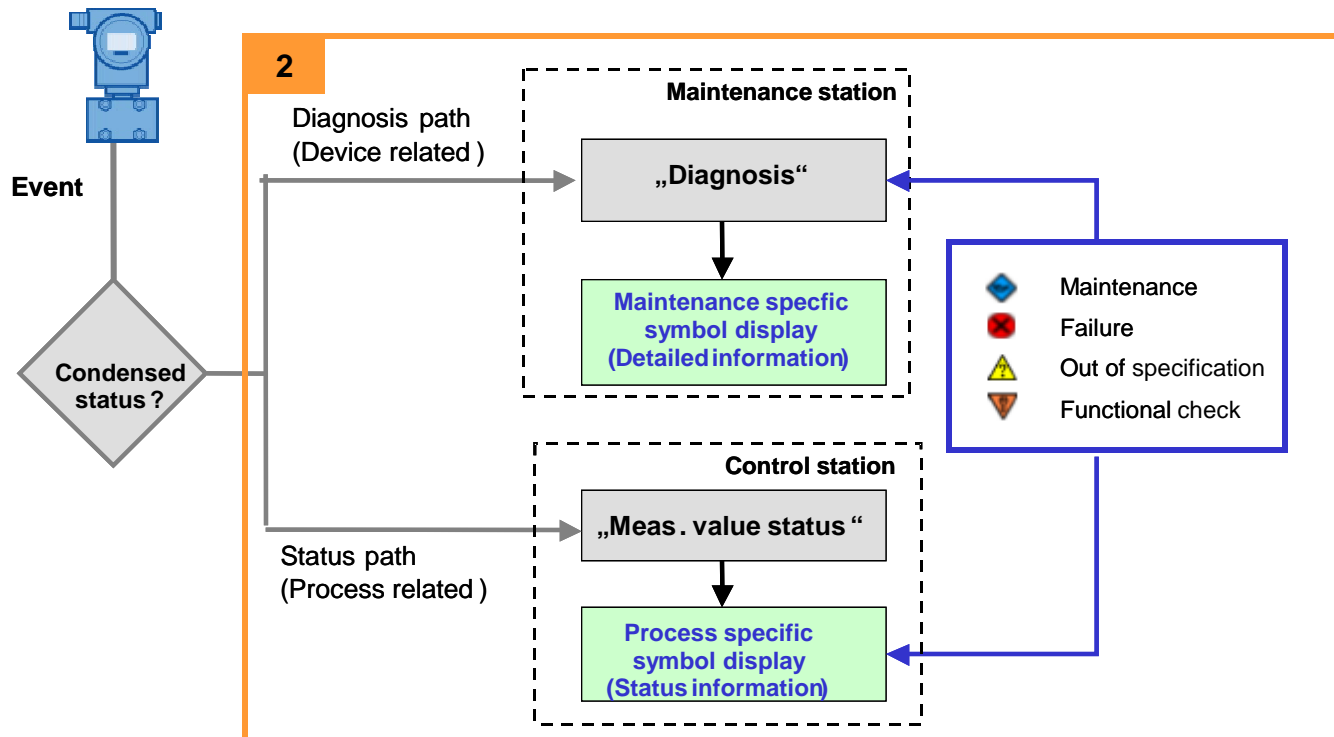 2
Maintenance station
Diagnosis path
(Device related )
„Diagnosis“
Event
Maintenance specfic
symbol display
(Detailed information)
Maintenance
Failure
Out of specification
Functional check
Condensed
status ?
Control station
„Meas. value status “
Status path
(Process related )
Process specific
symbol display
(Status information)